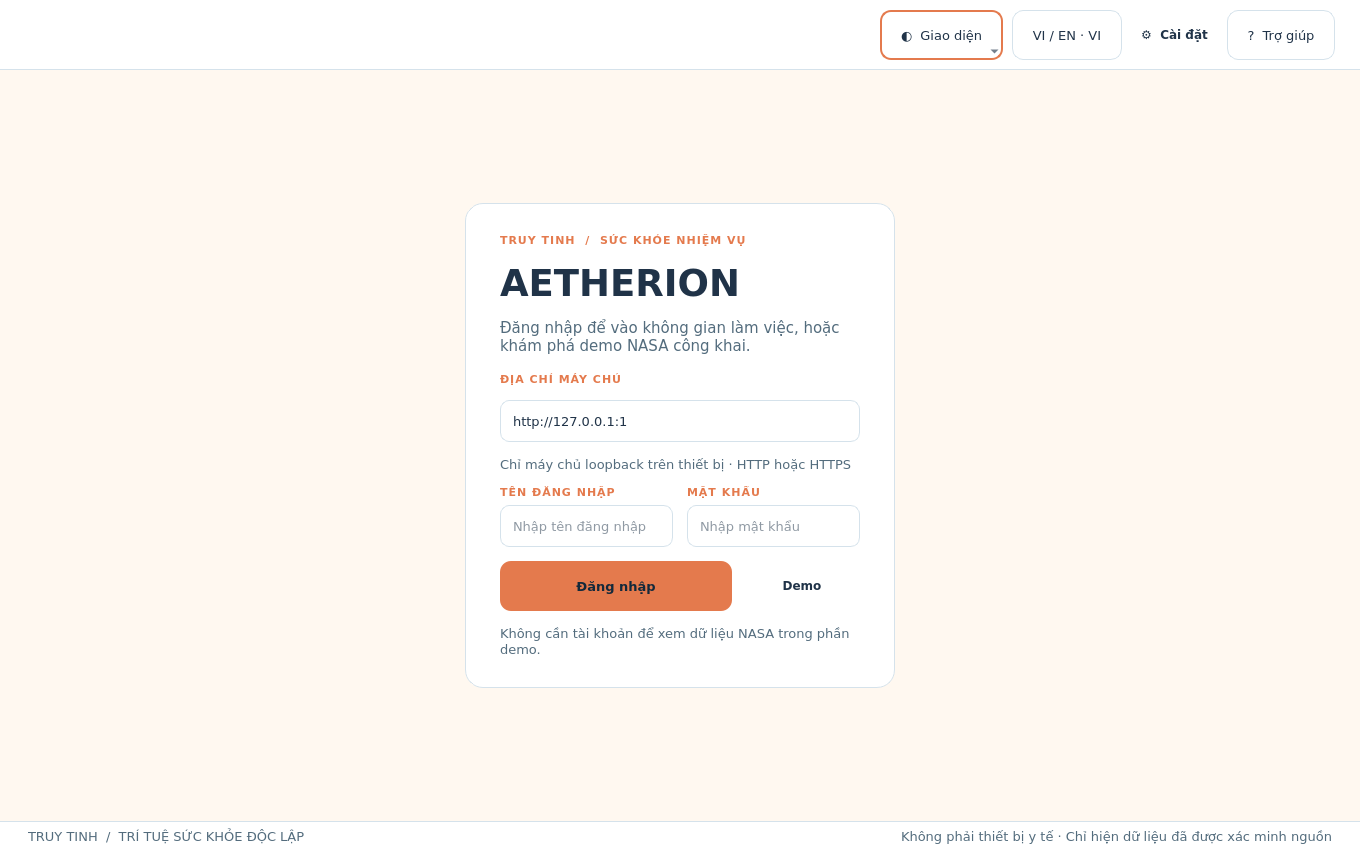 ◐ Giao diện
VI / EN · VI
⚙ Cài đặt
? Trợ giúp
TRUY TINH / SỨC KHỎE NHIỆM VỤ
AETHERION
Đăng nhập để vào không gian làm việc, hoặc
khám phá demo NASA công khai.
ĐỊA CHỈ MÁY CHỦ
http://127.0.0.1:1
Chỉ máy chủ loopback trên thiết bị · HTTP hoặc HTTPS
TÊN ĐĂNG NHẬP
MẬT KHẨU
Nhập tên đăng nhập
Nhập mật khẩu
Đăng nhập
Demo
Không cần tài khoản để xem dữ liệu NASA trong phần
demo.
TRUY TINH / TRÍ TUỆ SỨC KHỎE ĐỘC LẬP
Không phải thiết bị y tế · Chỉ hiện dữ liệu đã được xác minh nguồn